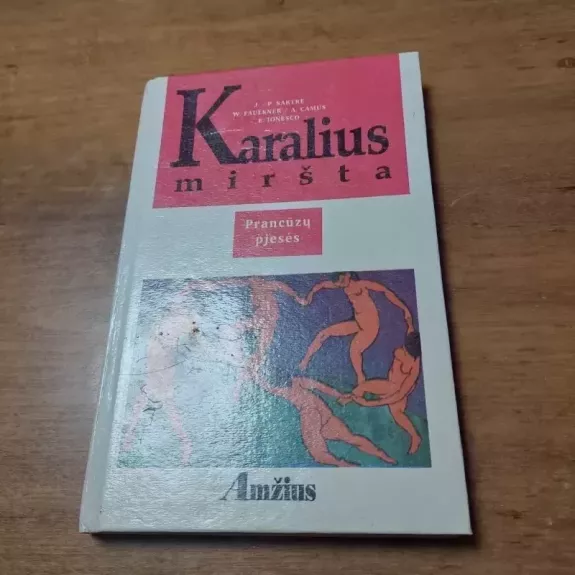 J.-P. SARTRE
W. FAULKNER / A. CAMUS
E. IONESCO
Karalius
miršta
Prancūzų
pjesės
Amžius